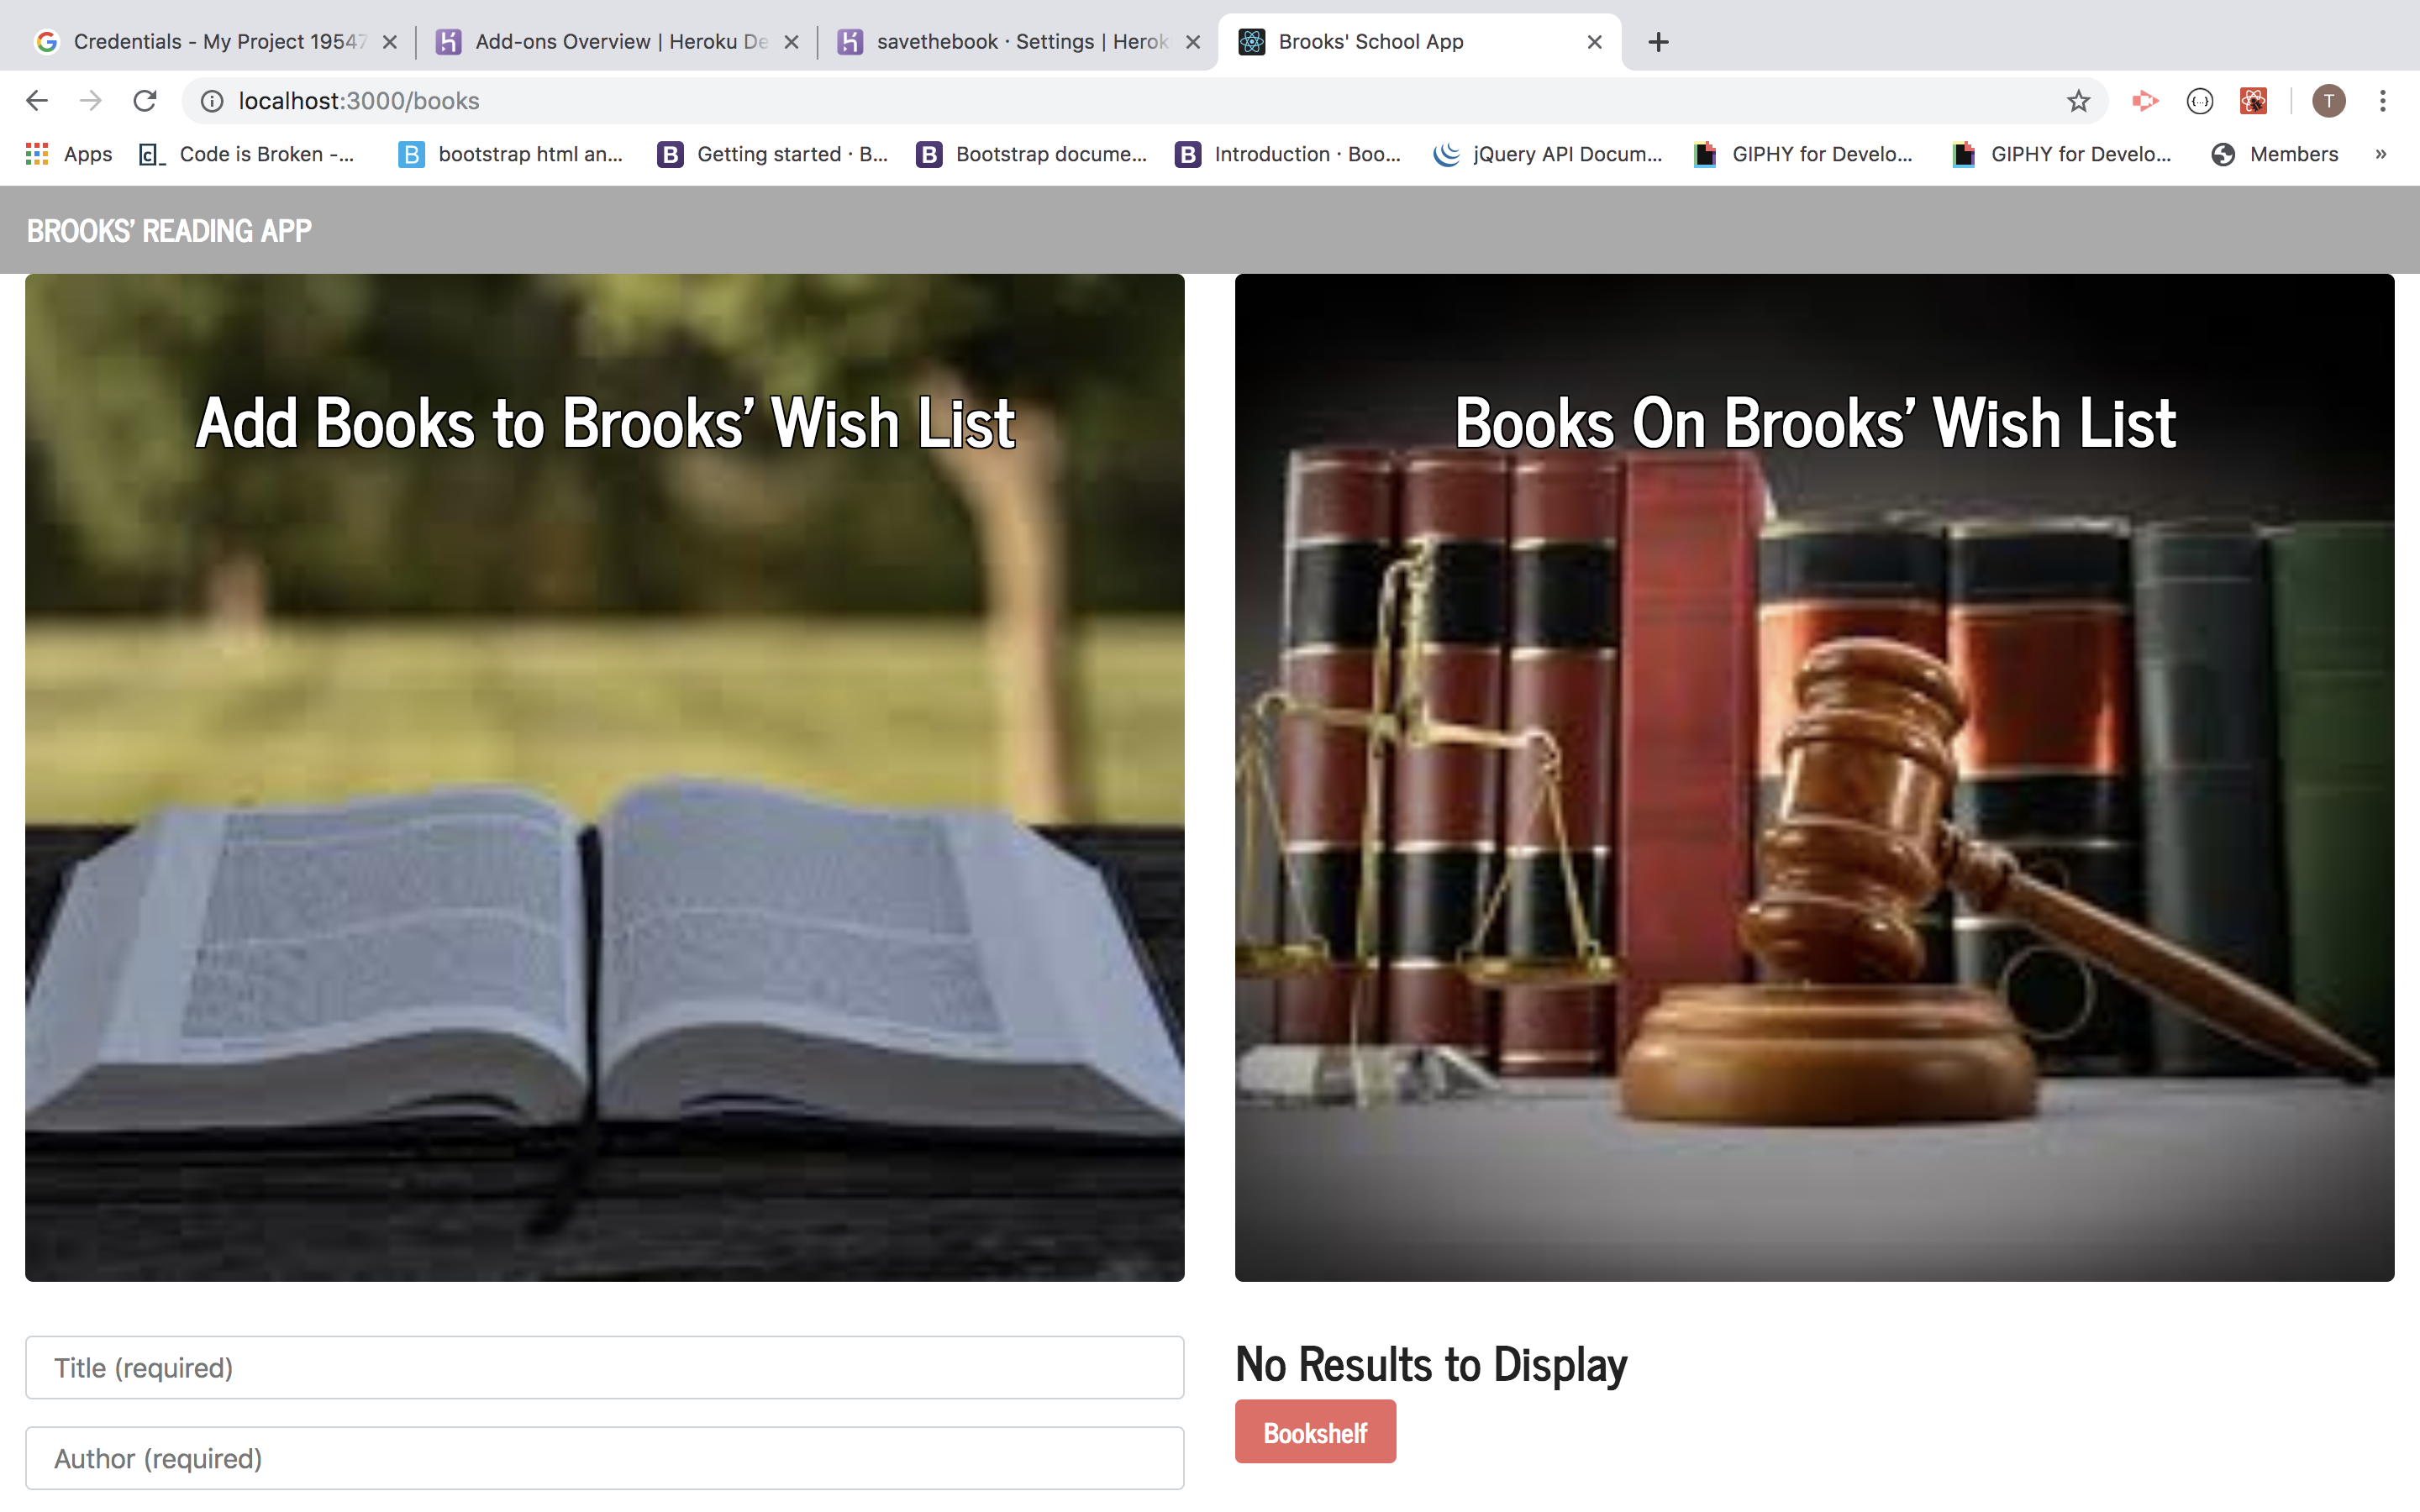 Credentials - My Project 19547
Add-ons Overview | Heroku De
savethebook · Settings | Herok
Brooks' School App
localhost:3000/books
T
Apps
Code is Broken -...
bootstrap html an...
Getting started · B...
Bootstrap docume...
Introduction · Boo...
jQuery API Docum...
GIPHY for Develo...
GIPHY for Develo...
Members
»
BROOKS’ READING APP
Add Books to Brooks’ Wish List
Books On Brooks’ Wish List
Title (required)
Author (required)
No Results to Display
Bookshelf